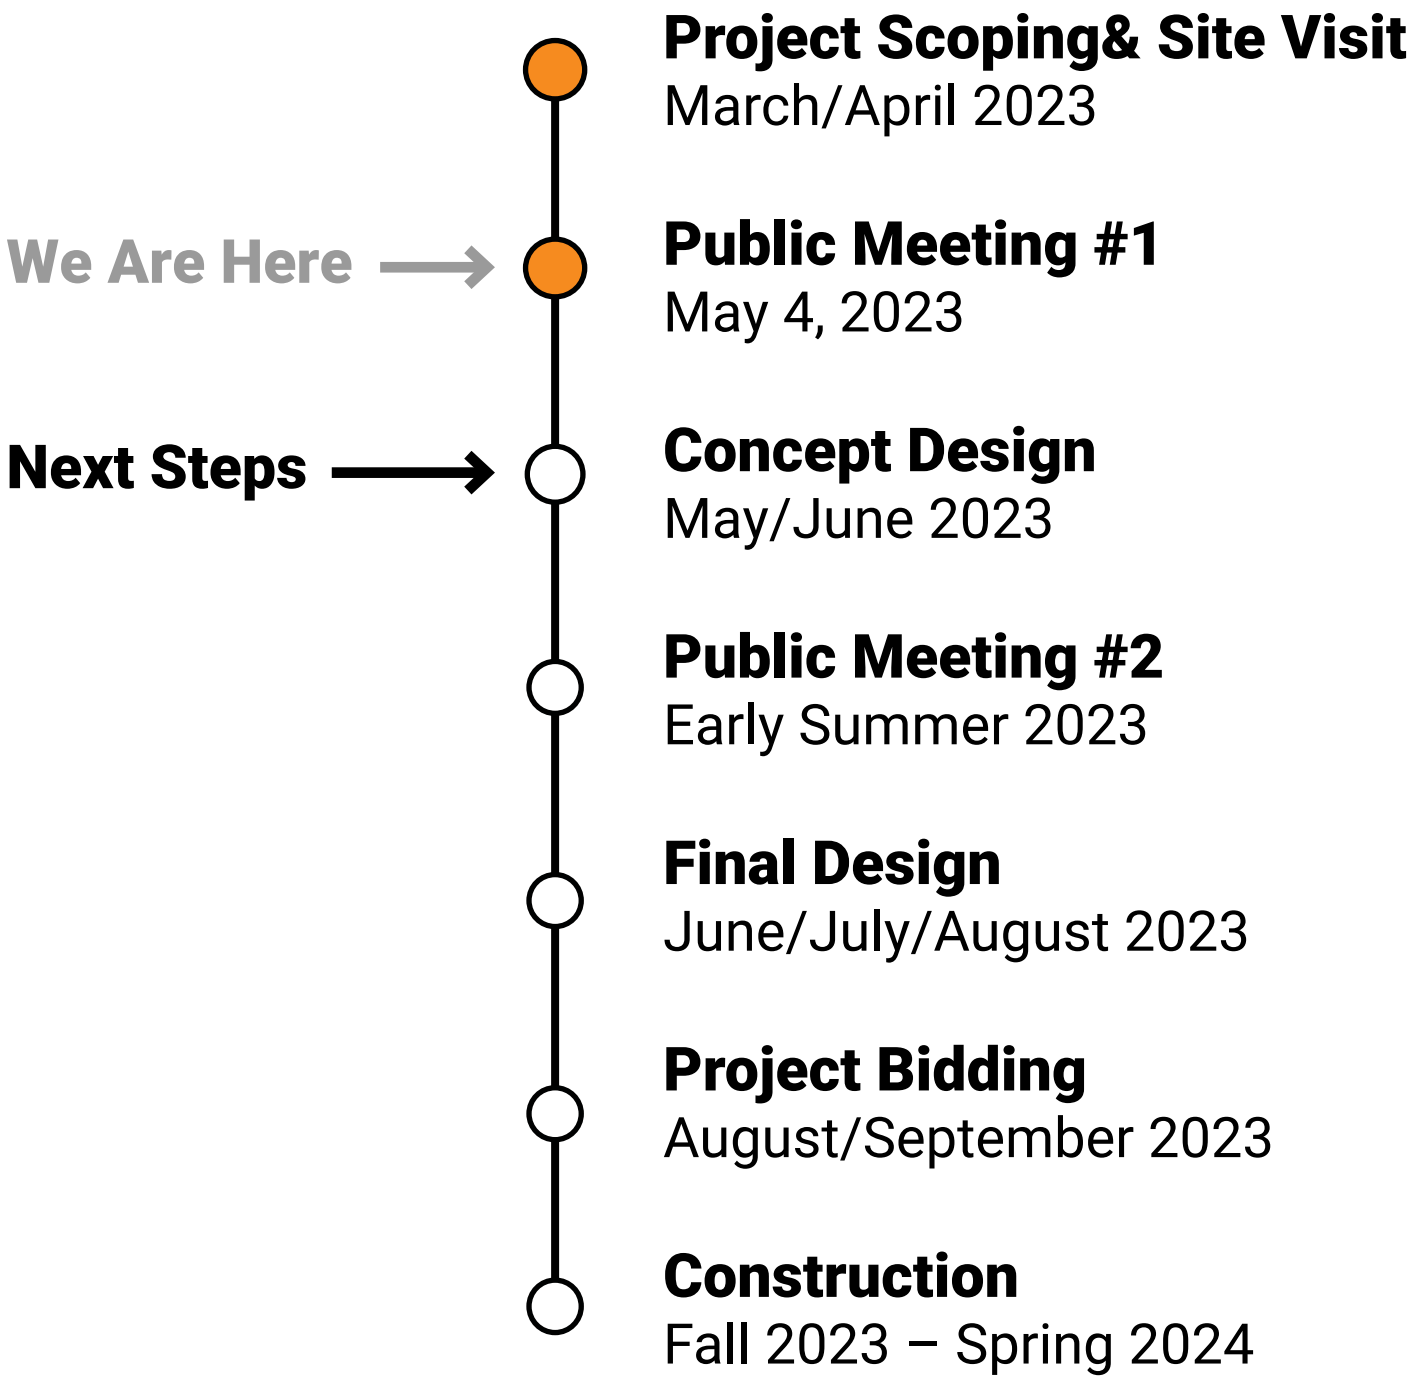 Project Scoping& Site Visit
March/April 2023
We Are Here
Public Meeting #1
May 4, 2023
Next Steps
Concept Design
May/June 2023
Public Meeting #2
Early Summer 2023
Final Design
June/July/August 2023
Project Bidding
August/September 2023
Construction
Fall 2023 – Spring 2024